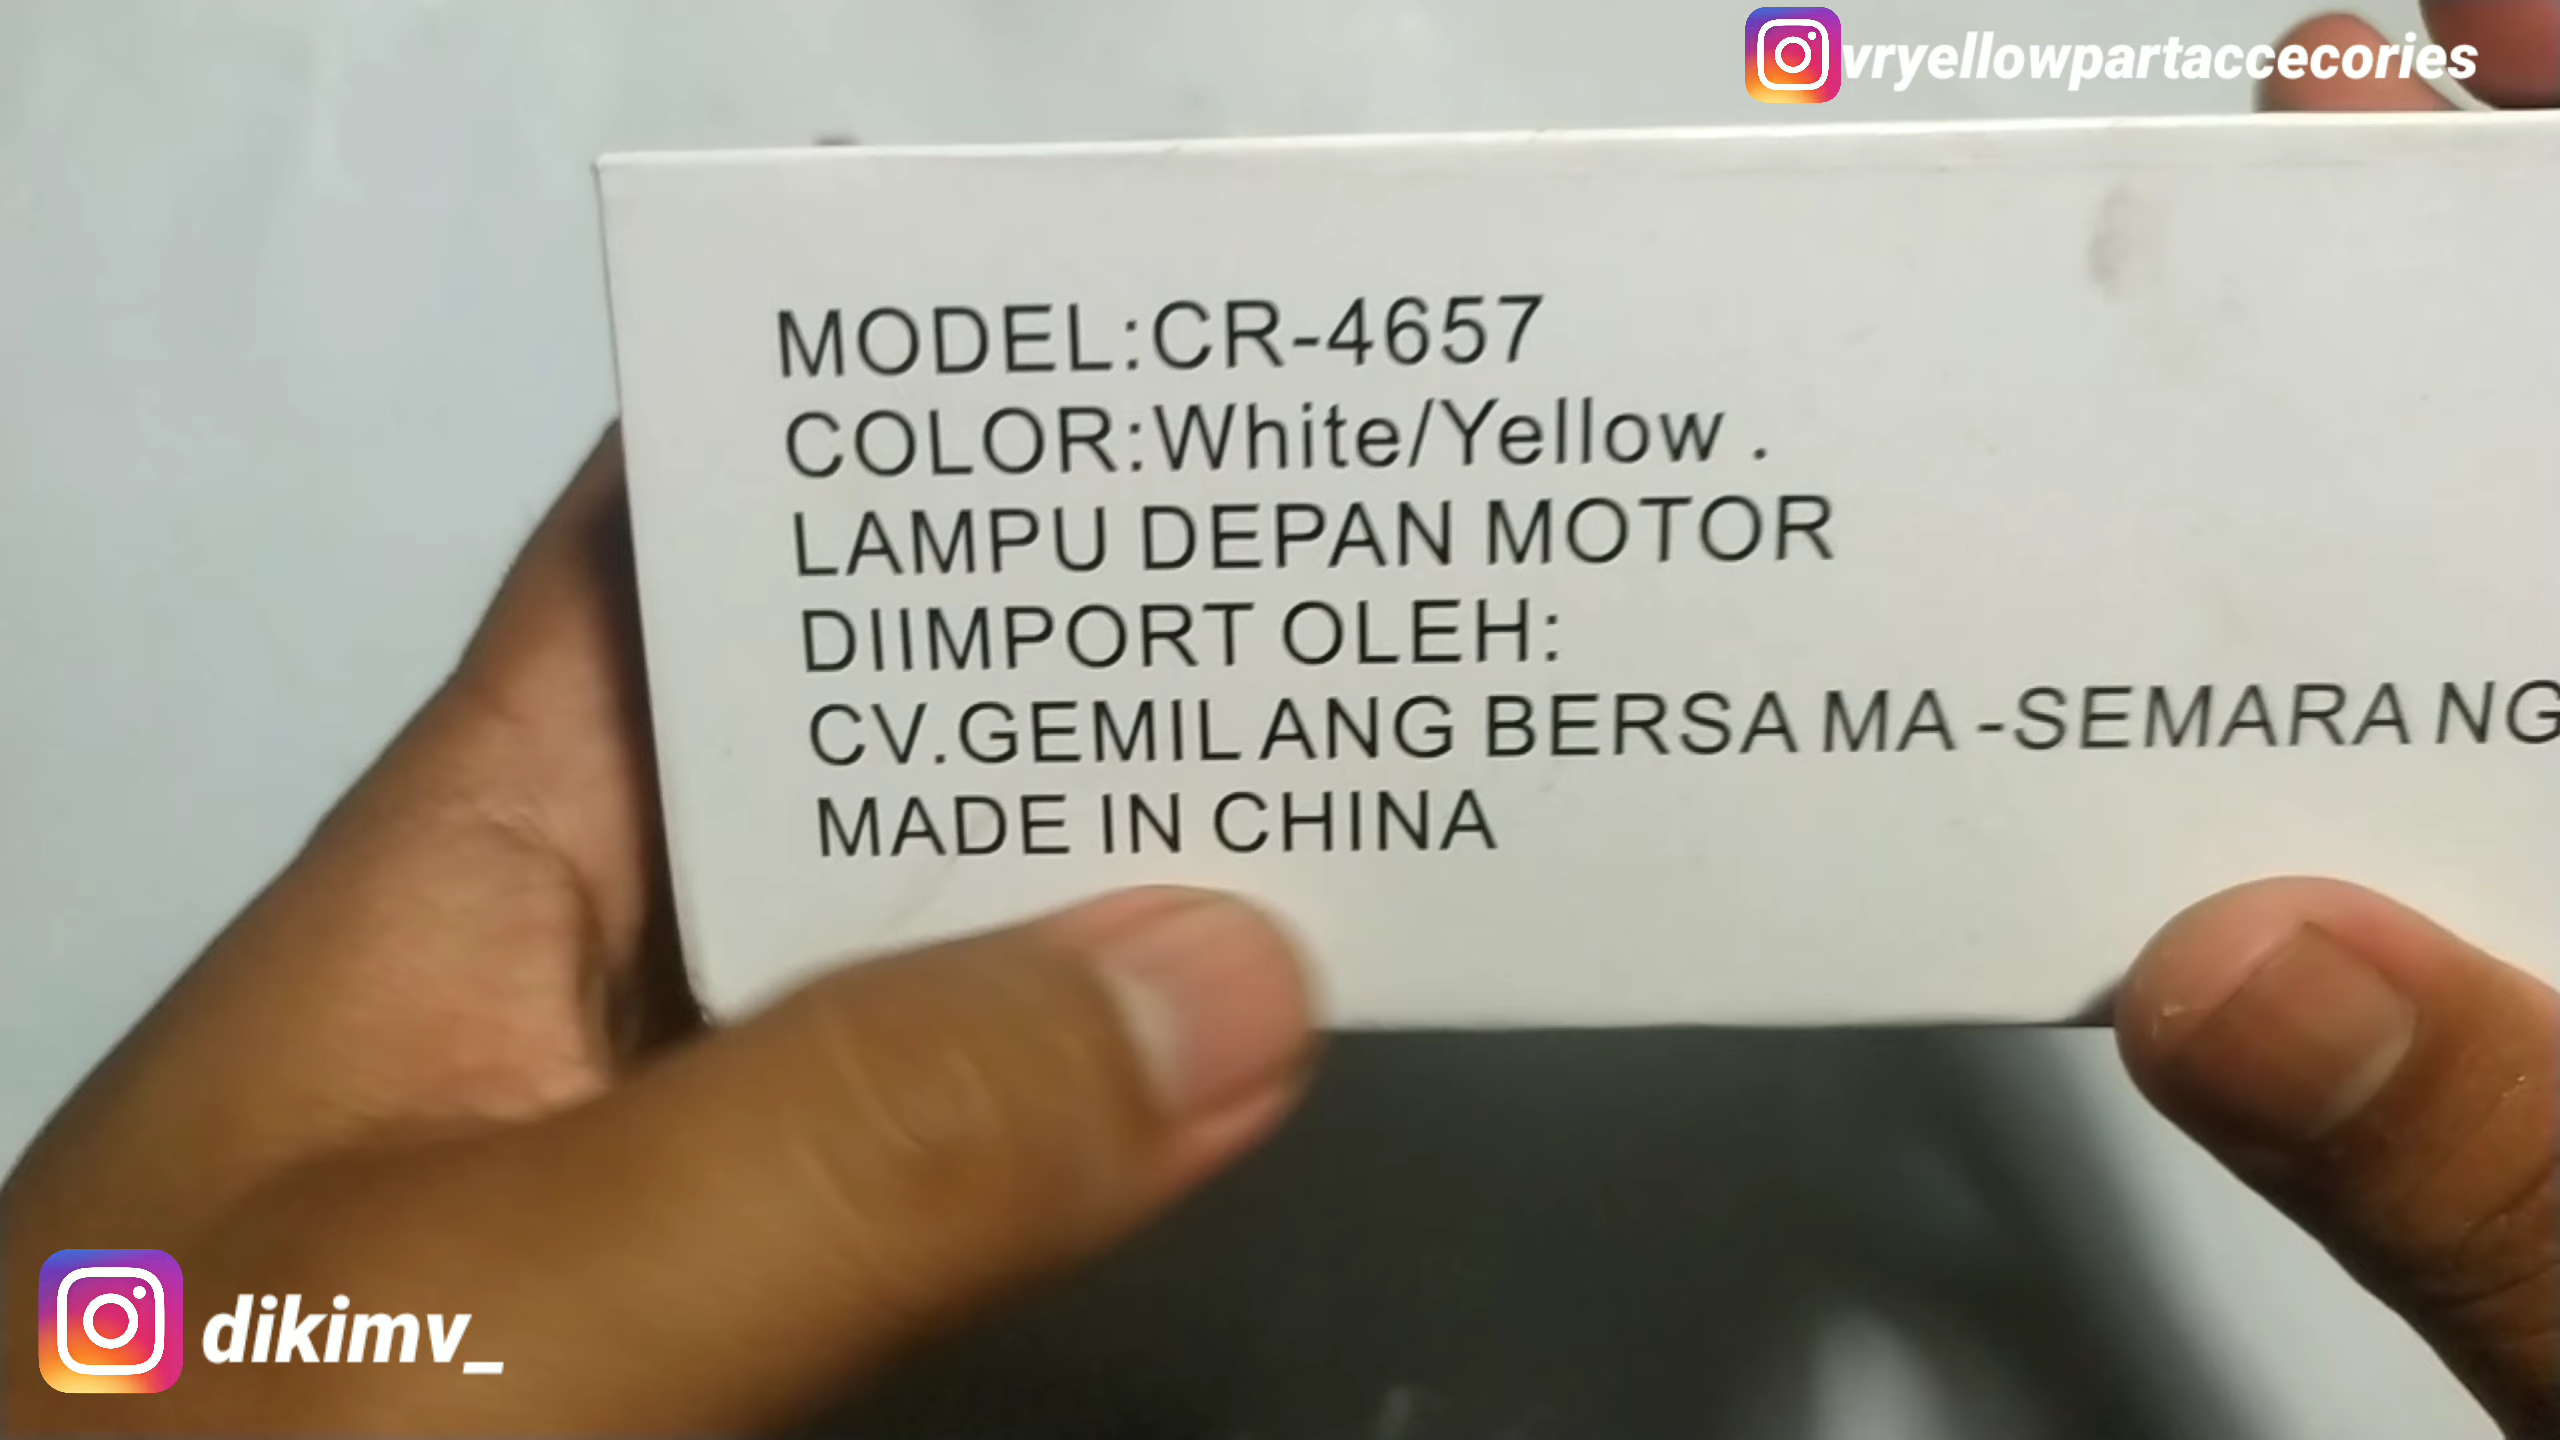 vryellowpartaccecories
MODEL:CR-4657
COLOR:White/Yellow .
LAMPU DEPAN MOTOR
DIIMPORT OLEH:
CV.GEMILANG BERSAMA -SEMARANG
MADE IN CHINA
dikimv_